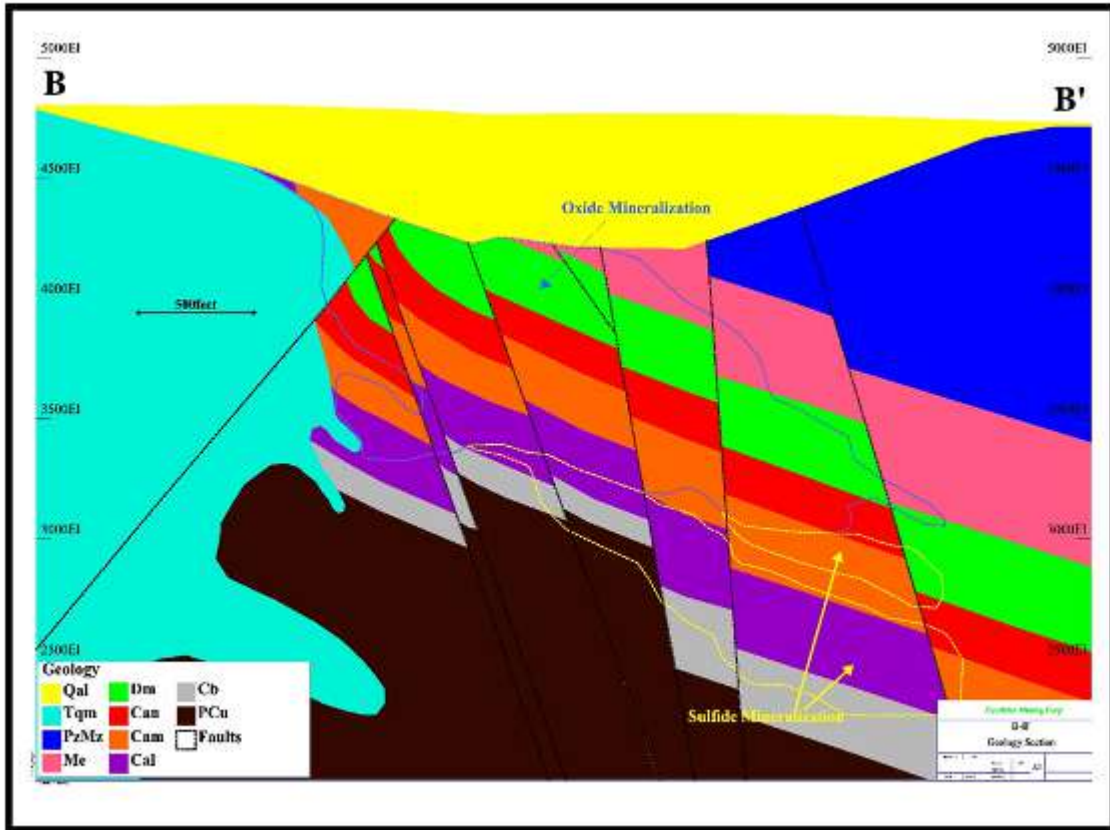 5000El
5000El
B
B'
4500El
Oxide Mineralization
4000El
500feet
3500El
3000El
3000El
2500El
Geology
Qal
Dm
Cb
Tqm
Can
PCu
PzMz
Cam
Faults
Me
Cal
Sulfide Mineralization
B-B'
Geology Section